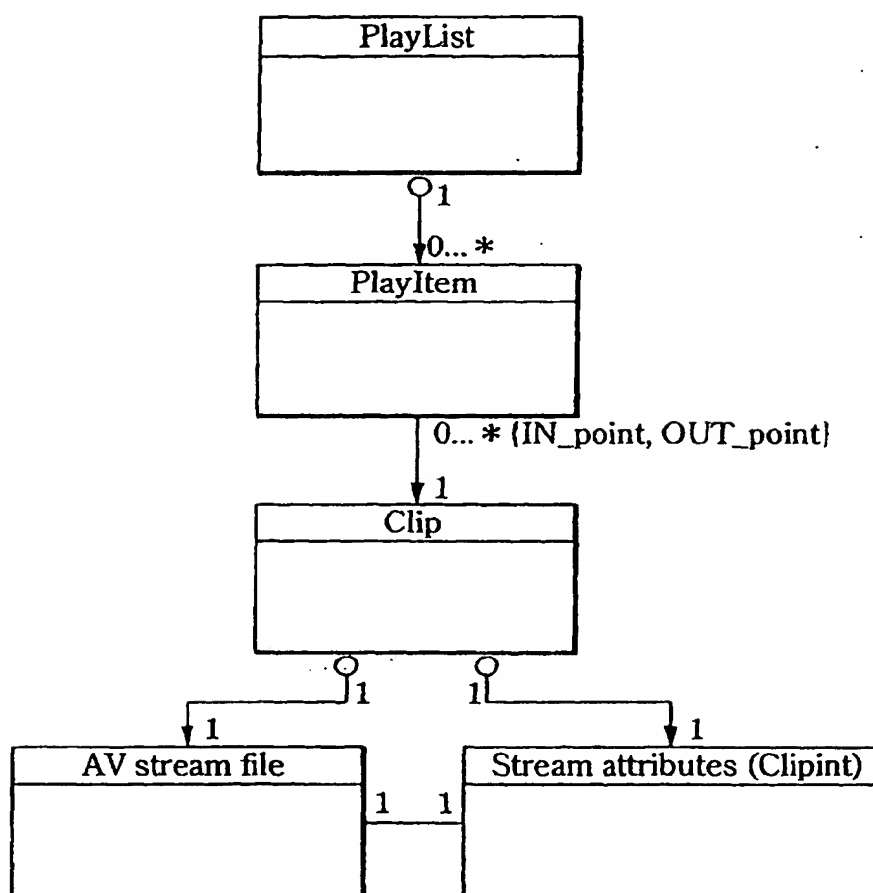 PlayList
1
0... *
PlayItem
0... * {IN_point, OUT_point}
1
Clip
1 1
1 1
AV stream file Stream attributes (Clipint)
1 1